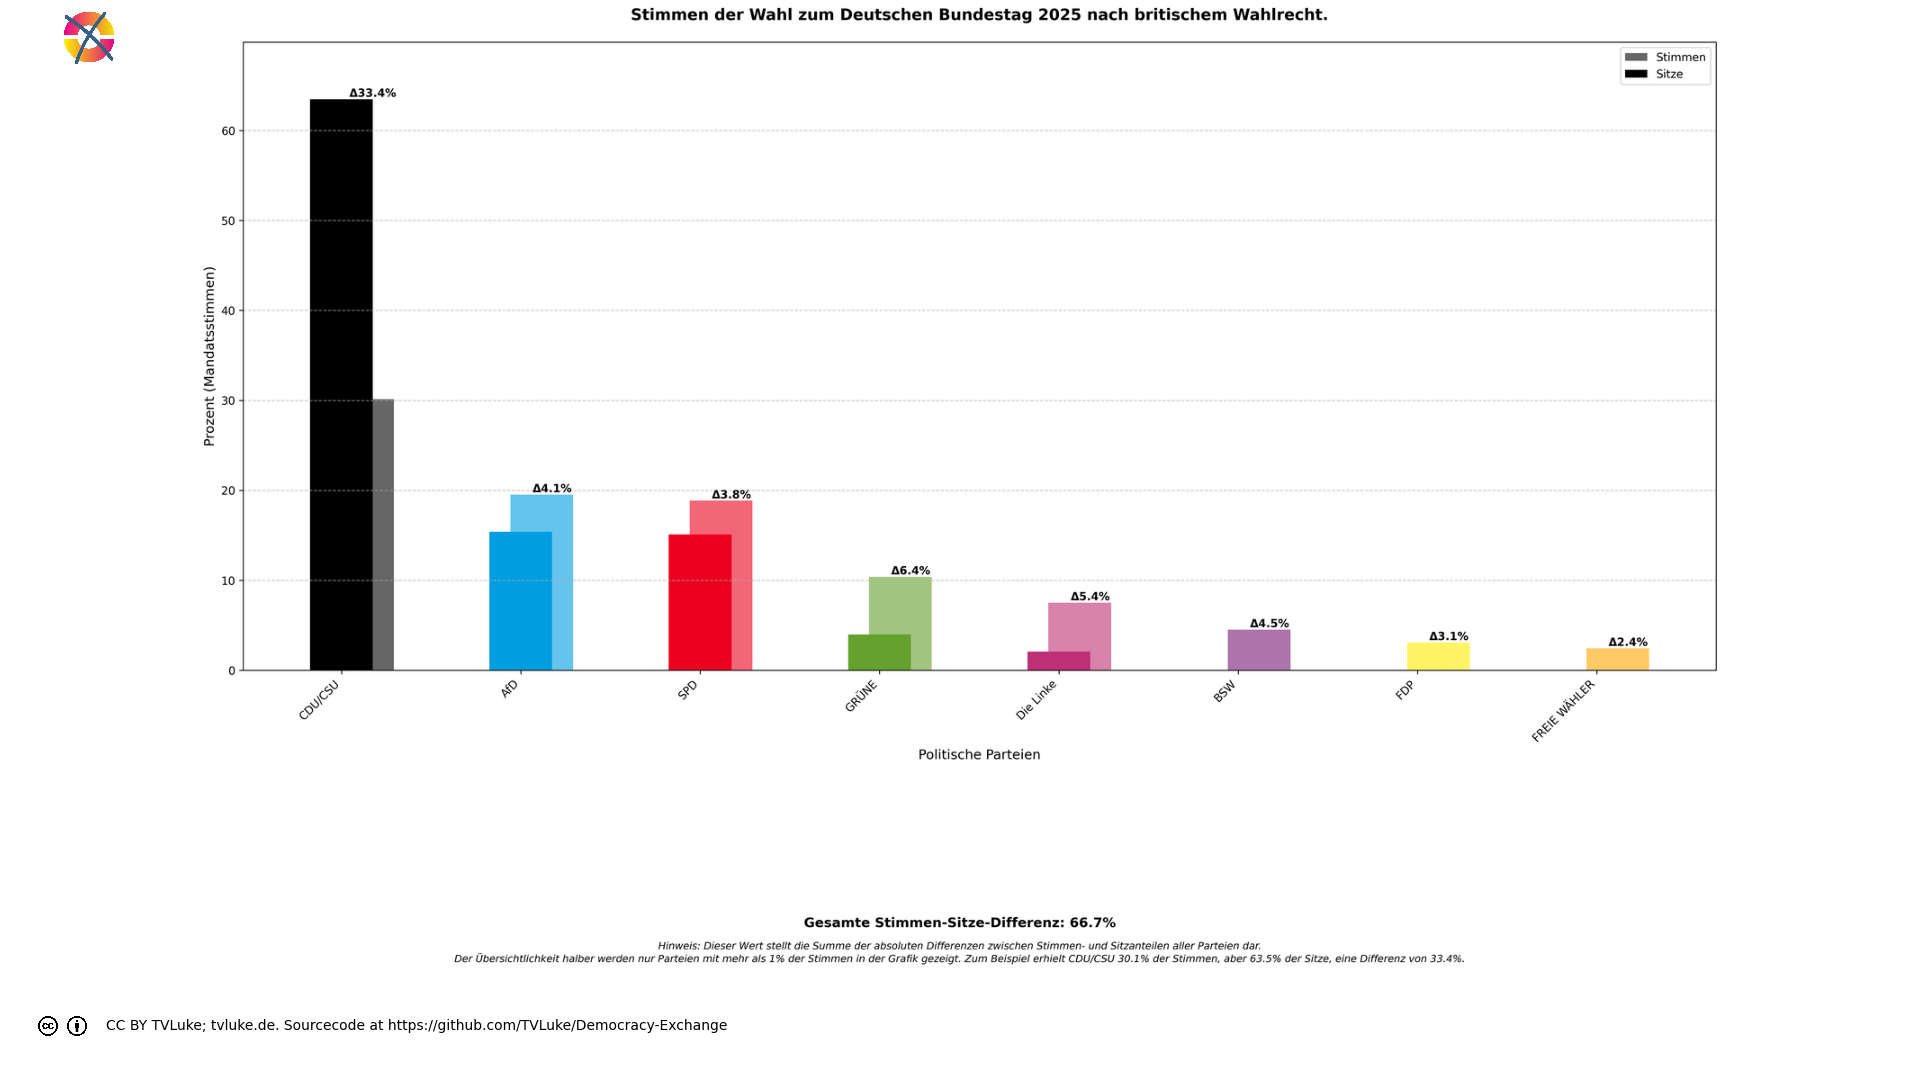 Stimmen der Wahl zum Deutschen Bundestag 2025 nach britischem Wahlrecht.
Stimmen
Sitze
Prozent (Mandatsstimmen)
60
50
40
30
20
10
0
Δ33.4%
Δ4.1%
Δ3.8%
Δ6.4%
Δ5.4%
Δ4.5%
Δ3.1%
Δ2.4%
CDU/CSU
AfD
SPD
GRÜNE
Die Linke
BSW
FDP
FREIE WÄHLER
Politische Parteien
Gesamte Stimmen-Sitze-Differenz: 66.7%
Hinweis: Dieser Wert stellt die Summe der absoluten Differenzen zwischen Stimmen- und Sitzanteilen aller Parteien dar.
Der Übersichtlichkeit halber werden nur Parteien mit mehr als 1% der Stimmen in der Grafik gezeigt. Zum Beispiel erhielt CDU/CSU 30.1% der Stimmen, aber 63.5% der Sitze, eine Differenz von 33.4%.
cc CC BY TVLuke; tvluke.de. Sourcecode at https://github.com/TVLuke/Democracy-Exchange